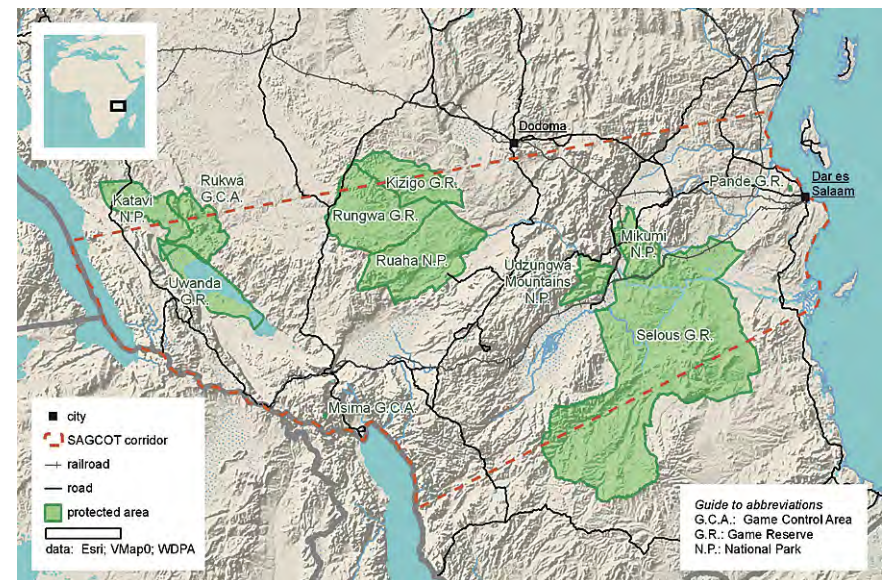 Dodoma
Rukwa
G.C.A.
Katavi
N.P.
Kizigo G.R.
Pande G.R.
Dar es
Salaam
Rungwa G.R.
Mikumi
N.P.
Ruaha N.P.
Udzungwa
Mountains
N.P.
Uwanda
G.R.
Selous G.R.
Msima G.C.A.
city
SAGCOT corridor
railroad
road
protected area
data: Esri; VMap0; WDPA
Guide to abbreviations
G.C.A.: Game Control Area
G.R.: Game Reserve
N.P.: National Park